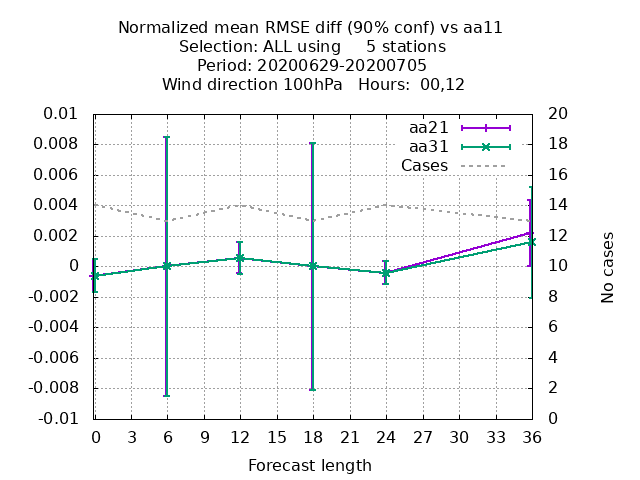 Normalized mean RMSE diff (90% conf) vs aa11
Selection: ALL using     5 stations
Period: 20200629-20200705
Wind direction 100hPa   Hours:  00,12
0.01
0.008
0.006
0.004
0.002
0
-0.002
-0.004
-0.006
-0.008
-0.01
aa21
aa31
Cases
20
18
16
14
12
10
8
6
4
2
0
No cases
0 3 6 9 12 15 18 21 24 27 30 33 36
Forecast length